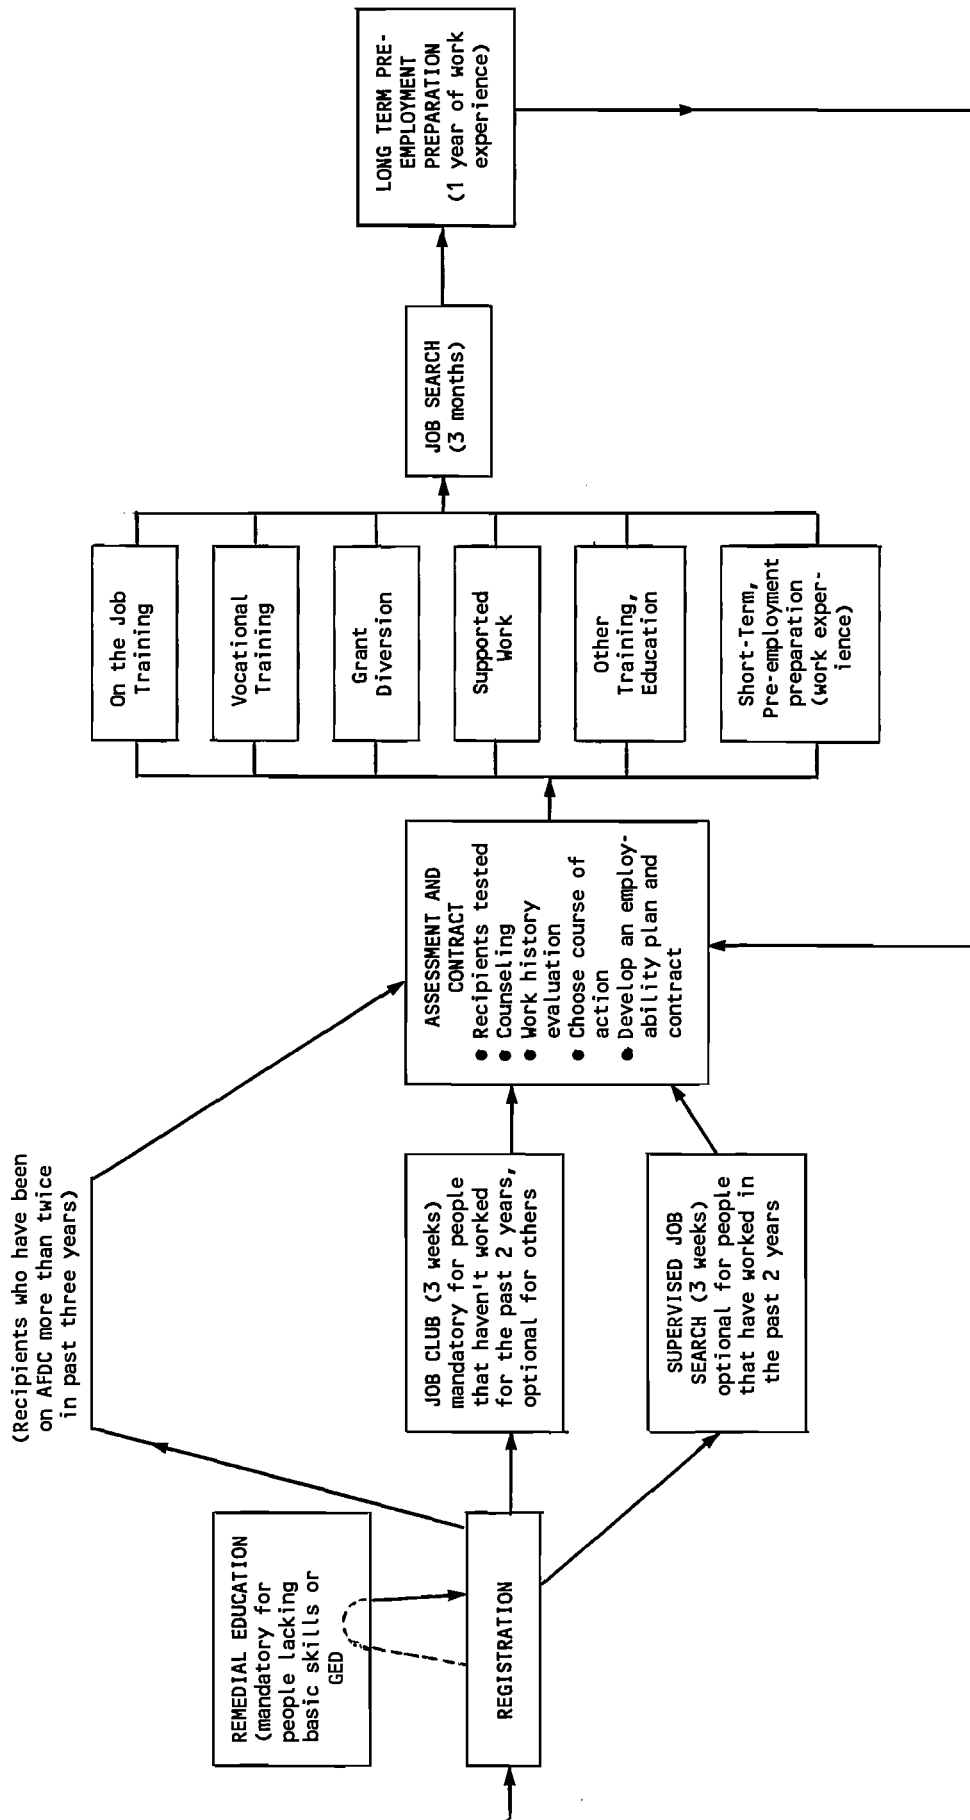 (Recipients who have been
on AFDC more than twice
in past three years)
REMEDIAL EDUCATION
(mandatory for
people lacking
basic skills or
GED
REGISTRATION
JOB CLUB (3 weeks)
mandatory for people
that haven't worked
for the past 2 years,
optional for others
SUPERVISED JOB
SEARCH (3 weeks)
optional for people
that have worked in
the past 2 years
ASSESSMENT AND
CONTRACT
● Recipients tested
● Counseling
● Work history
evaluation
● Choose course of
action
● Develop an employ-
ability plan and
contract
On the Job
Training
Vocational
Training
Grant
Diversion
Supported
Work
Other
Training,
Education
Short-Term,
Pre-employment
preparation
(work exper-
ience)
JOB SEARCH
(3 months)
LONG TERM PRE-
EMPLOYMENT
PREPARATION
(1 year of work
experience)